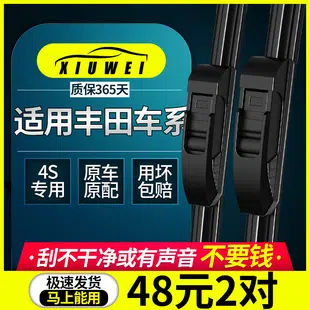 XIUWEI
质保365天
适用丰田车系
4S 原车 用坏
专用 原配 包赔
刮不干净或有声音 不要钱
极速发货
马上能用
48元2对